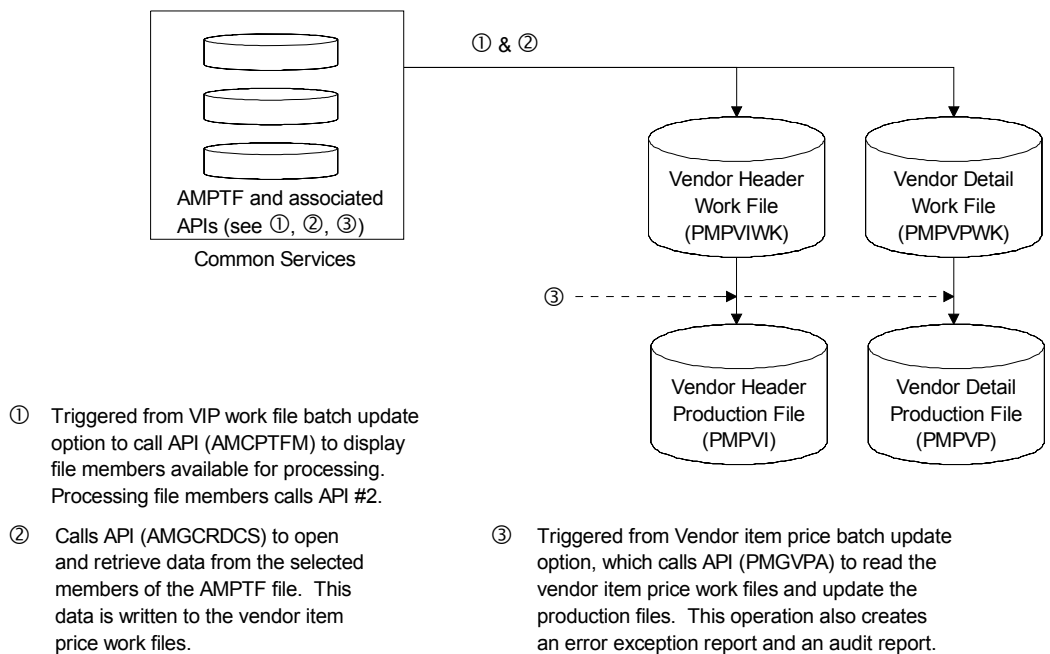 ① & ②
AMPTF and associated
APIs (see ①, ②, ③)
Common Services
Vendor Header
Work File
(PMPVIWK)
Vendor Detail
Work File
(PMPVPWK)
③
Vendor Header
Production File
(PMPVI)
Vendor Detail
Production File
(PMPVP)
① Triggered from VIP work file batch update
option to call API (AMCPTFM) to display
file members available for processing.
Processing file members calls API #2.
② Calls API (AMGCRDCS) to open
and retrieve data from the selected
members of the AMPTF file. This
data is written to the vendor item
price work files.
③ Triggered from Vendor item price batch update
option, which calls API (PMGVPA) to read the
vendor item price work files and update the
production files. This operation also creates
an error exception report and an audit report.